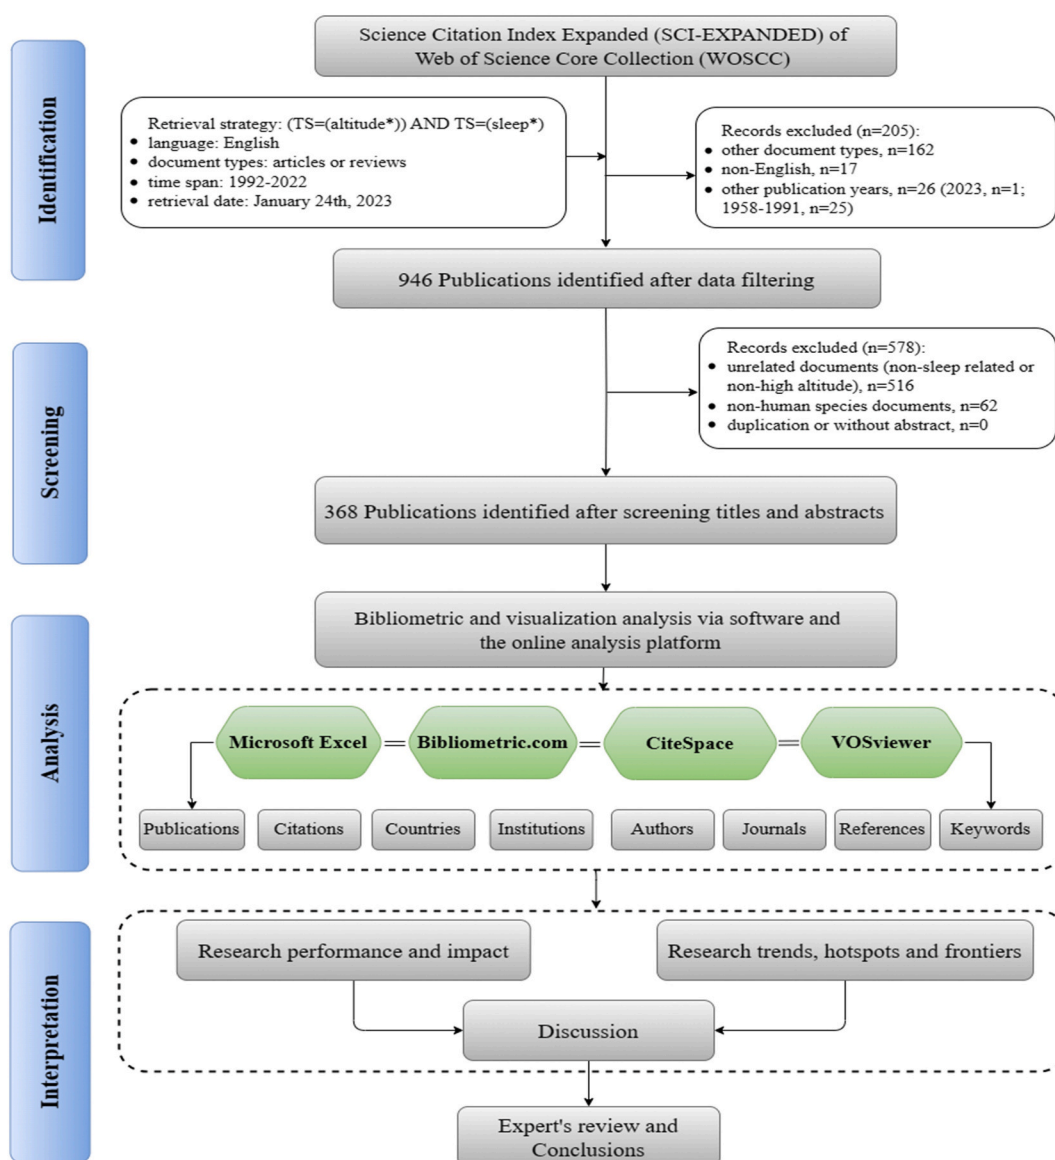 Science Citation Index Expanded (SCI-EXPANDED) of
Web of Science Core Collection (WOSCC)
Identification
Retrieval strategy: (TS=(altitude*)) AND TS=(sleep*)
• language: English
• document types: articles or reviews
• time span: 1992-2022
• retrieval date: January 24th, 2023
Records excluded (n=205):
• other document types, n=162
• non-English, n=17
• other publication years, n=26 (2023, n=1;
1958-1991, n=25)
946 Publications identified after data filtering
Screening
Records excluded (n=578):
• unrelated documents (non-sleep related or
non-high altitude), n=516
• non-human species documents, n=62
• duplication or without abstract, n=0
368 Publications identified after screening titles and abstracts
Analysis
Bibliometric and visualization analysis via software and
the online analysis platform
Microsoft Excel
Bibliometric.com
CiteSpace
VOSviewer
Publications
Citations
Countries
Institutions
Authors
Journals
References
Keywords
Interpretation
Research performance and impact
Research trends, hotspots and frontiers
Discussion
Expert's review and
Conclusions